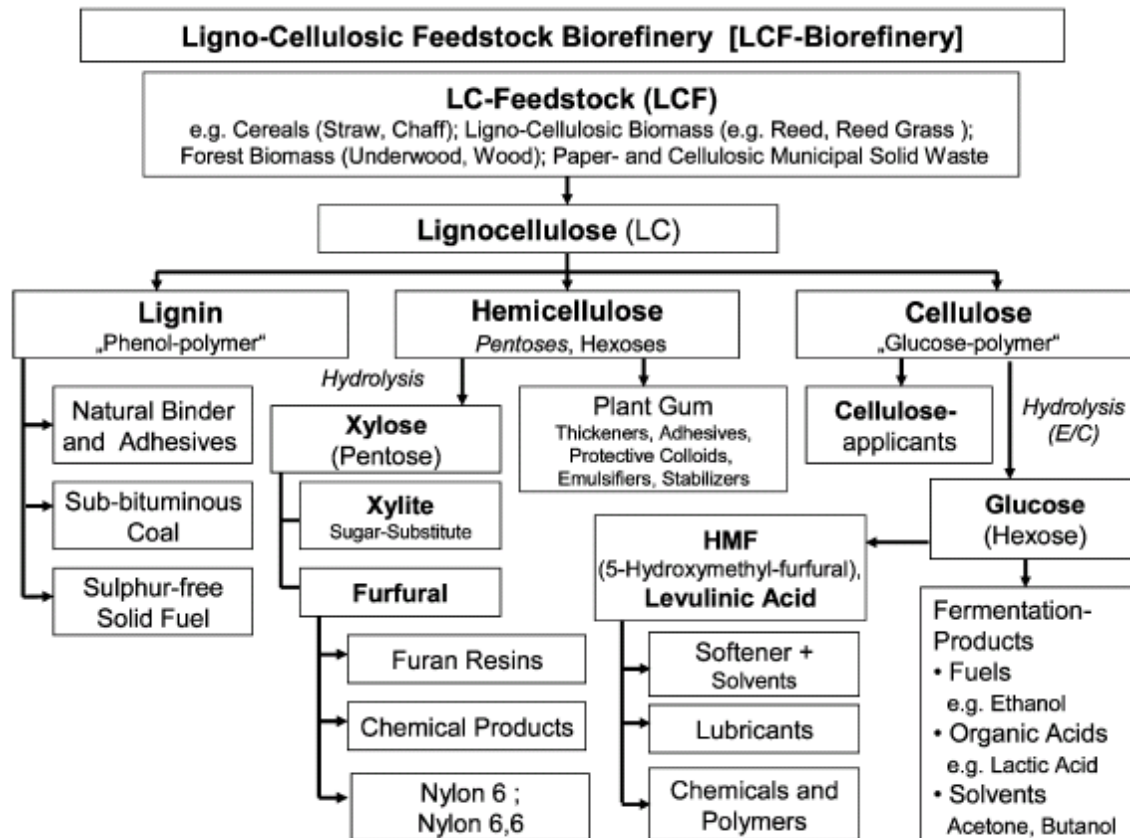 Ligno-Cellulosic Feedstock Biorefinery [LCF-Biorefinery]
LC-Feedstock (LCF)
e.g. Cereals (Straw, Chaff); Ligno-Cellulosic Biomass (e.g. Reed, Reed Grass );
Forest Biomass (Underwood, Wood); Paper- and Cellulosic Municipal Solid Waste
Lignocellulose (LC)
Lignin
„Phenol-polymer“
Natural Binder
and Adhesives
Sub-bituminous
Coal
Sulphur-free
Solid Fuel
Hemicellulose
Pentoses, Hexoses
Hydrolysis
Xylose
(Pentose)
Xylite
Sugar-Substitute
Furfural
Furan Resins
Chemical Products
Nylon 6 ;
Nylon 6,6
Plant Gum
Thickeners, Adhesives,
Protective Colloids,
Emulsifiers, Stabilizers
Cellulose
„Glucose-polymer“
Cellulose-
applicants
Hydrolysis
(E/C)
Glucose
(Hexose)
HMF
(5-Hydroxymethyl-furfural),
Levulinic Acid
Softener +
Solvents
Lubricants
Chemicals and
Polymers
Fermentation-
Products
• Fuels
e.g. Ethanol
• Organic Acids
e.g. Lactic Acid
• Solvents
Acetone, Butanol